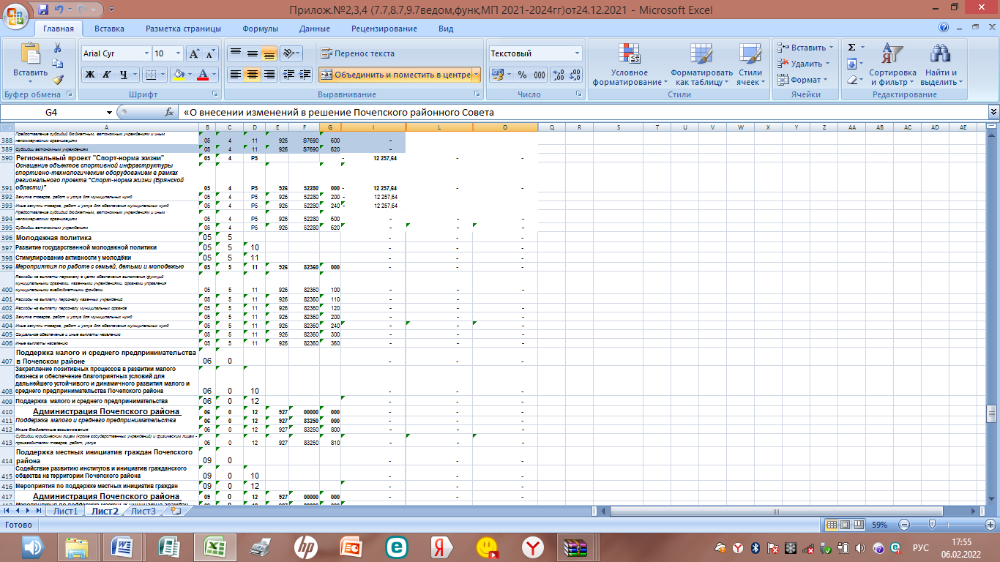 Прилож.№2,3,4 (7.7,8.7,9.7ведом,функ,МП 2021-2024гг)от24.12.2021 - Microsoft Excel
Главная Вставка Разметка страницы Формулы Данные Рецензирование Вид
Arial Cyr 10 Перенос текста Текстовый Вставить Удалить Формат
Вставить Ж К Ч Объединить и поместить в центре % 000 Условное форматирование Форматировать как таблицу Стили ячеек Сортировка и фильтр Найти и выделить
Буфер обмена Шрифт Выравнивание Число Стили Ячейки Редактирование
G4 fx «О внесении изменений в решение Почепского районного Совета
A B C D E F G I L O Q R S T U V W X Y Z AA AB AC AD AE
Предоставление субсидий бюджетным, автономным учреждениям и иным
388 некоммерческим организациям 05 4 11 926 S7690 600 -
389 Субсидии автономным учреждениям 05 4 11 926 S7690 620 -
390 Региональный проект "Спорт-норма жизни" 05 4 P5 - 12 257,64 - -
Оснащение объектов спортивной инфраструктуры
спортивно-технологическим оборудованием в рамках
регионального проекта "Спорт-норма жизни (Брянской
391 области)" 05 4 P5 926 52280 000 - 12 257,64 - -
392 Закупка товаров, работ и услуг для муниципальных нужд 05 4 P5 926 52280 200 - 12 257,64
393 Иные закупки товаров, работ и услуг для обеспечения муниципальных нужд 05 4 P5 926 52280 240 - 12 257,64
Предоставление субсидий бюджетным, автономным учреждениям и иным
394 некоммерческим организациям 05 4 P5 926 52280 600 - - -
395 Субсидии автономным учреждениям 05 4 P5 926 52280 620 - - -
396 Молодежная политика 05 5 - - -
397 Развитие государственной молодежной политики 05 5 10 - - -
398 Стимулирование активности у молодёжи 05 5 11 - - -
399 Мероприятия по работе с семьей, детьми и молодежью 05 5 11 926 82360 000 - - -
Расходы на выплаты персоналу в целях обеспечения выполнения функций
муниципальными органами, казенными учреждениями, органами управления
400 муниципальными внебюджетными фондами 05 5 11 926 82360 100 - - -
401 Расходы на выплату персоналу казенных учреждений 05 5 11 926 82360 110 - - -
402 Расходы на выплату персоналу муниципальных органов 05 5 11 926 82360 120 - - -
403 Закупка товаров, работ и услуг для муниципальных нужд 05 5 11 926 82360 200 - - -
404 Иные закупки товаров, работ и услуг для обеспечения муниципальных нужд 05 5 11 926 82360 240 - - -
405 Социальное обеспечение и иные выплаты населению 05 5 11 926 82360 300 - - -
406 Иные выплаты населению 05 5 11 926 82360 360 - - -
Поддержка малого и среднего предпринимательства
407 в Почепском районе 06 0 - - -
Закрепление позитивных процессов в развитии малого
бизнеса и обеспечение благоприятных условий для
дальнейшего устойчивого и динамичного развития малого и
408 среднего предпринимательства Почепского района 06 0 10 - - -
409 Поддержка малого и среднего предпринимательства 06 0 12 - - -
410 Администрация Почепского района 06 0 12 927 00000 000 - - -
411 Поддержка малого и среднего предпринимательства 06 0 12 927 83250 000 - - -
412 Иные бюджетные ассигнования 06 0 12 927 83250 800 - - -
Субсидии юридическим лицам (кроме государственных учреждений) и физическим лицам -
413 производителям товаров, работ, услуг 06 0 12 927 83250 810 - - -
Поддержка местных инициатив граждан Почепского
414 района 09 0 - - -
Содействие развитию институтов и инициатив гражданского
415 общества на территории Почепского района 09 0 10 - - -
416 Мероприятия по поддержке местных инициатив граждан 09 0 12 - - -
417 Администрация Почепского района 09 0 12 927 00000 000 - - -
Лист1 Лист2 Лист3
Готово 59%
РУС 17:55
06.02.2022